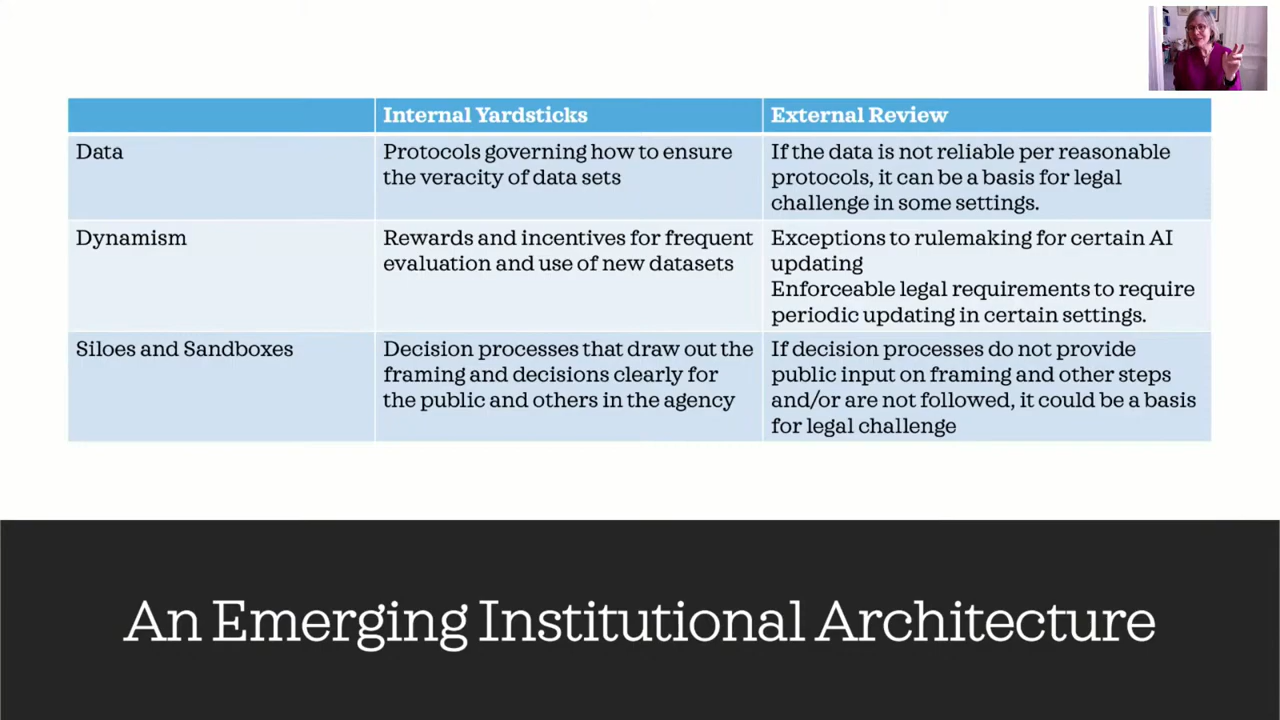 Internal Yardsticks
External Review
Data
Protocols governing how to ensure
the veracity of data sets
If the data is not reliable per reasonable
protocols, it can be a basis for legal
challenge in some settings.
Dynamism
Rewards and incentives for frequent
evaluation and use of new datasets
Exceptions to rulemaking for certain AI
updating
Enforceable legal requirements to require
periodic updating in certain settings.
Siloes and Sandboxes
Decision processes that draw out the
framing and decisions clearly for
the public and others in the agency
If decision processes do not provide
public input on framing and other steps
and/or are not followed, it could be a basis
for legal challenge
An Emerging Institutional Architecture